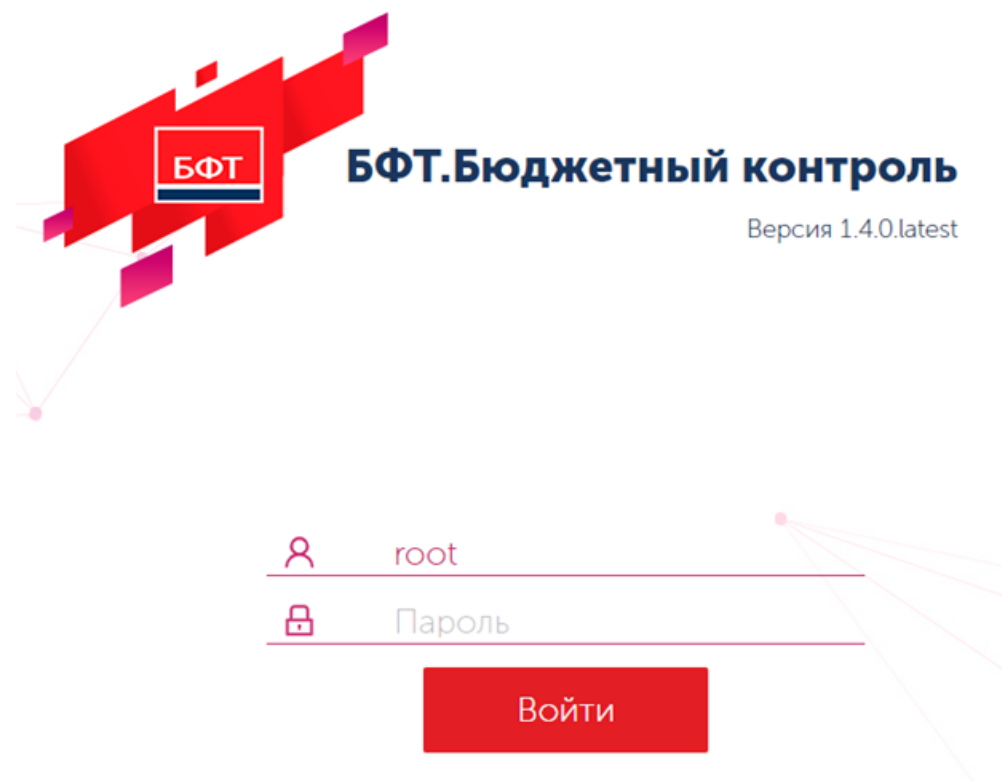 БФТ
БФТ.Бюджетный контроль
Версия 1.4.0.latest
root
Пароль
Войти